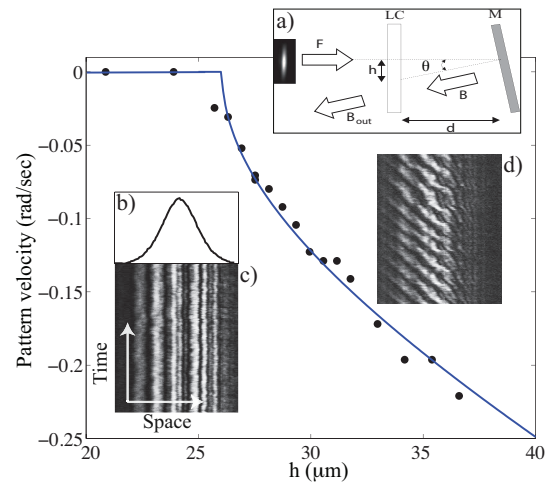 a)
LC
M
F
h
θ
B
B_out
d
0
−0.05
−0.1
−0.15
−0.2
−0.25
Pattern velocity (rad/sec)
b)
c)
d)
Time
Space
20
25
30
35
40
h (μm)